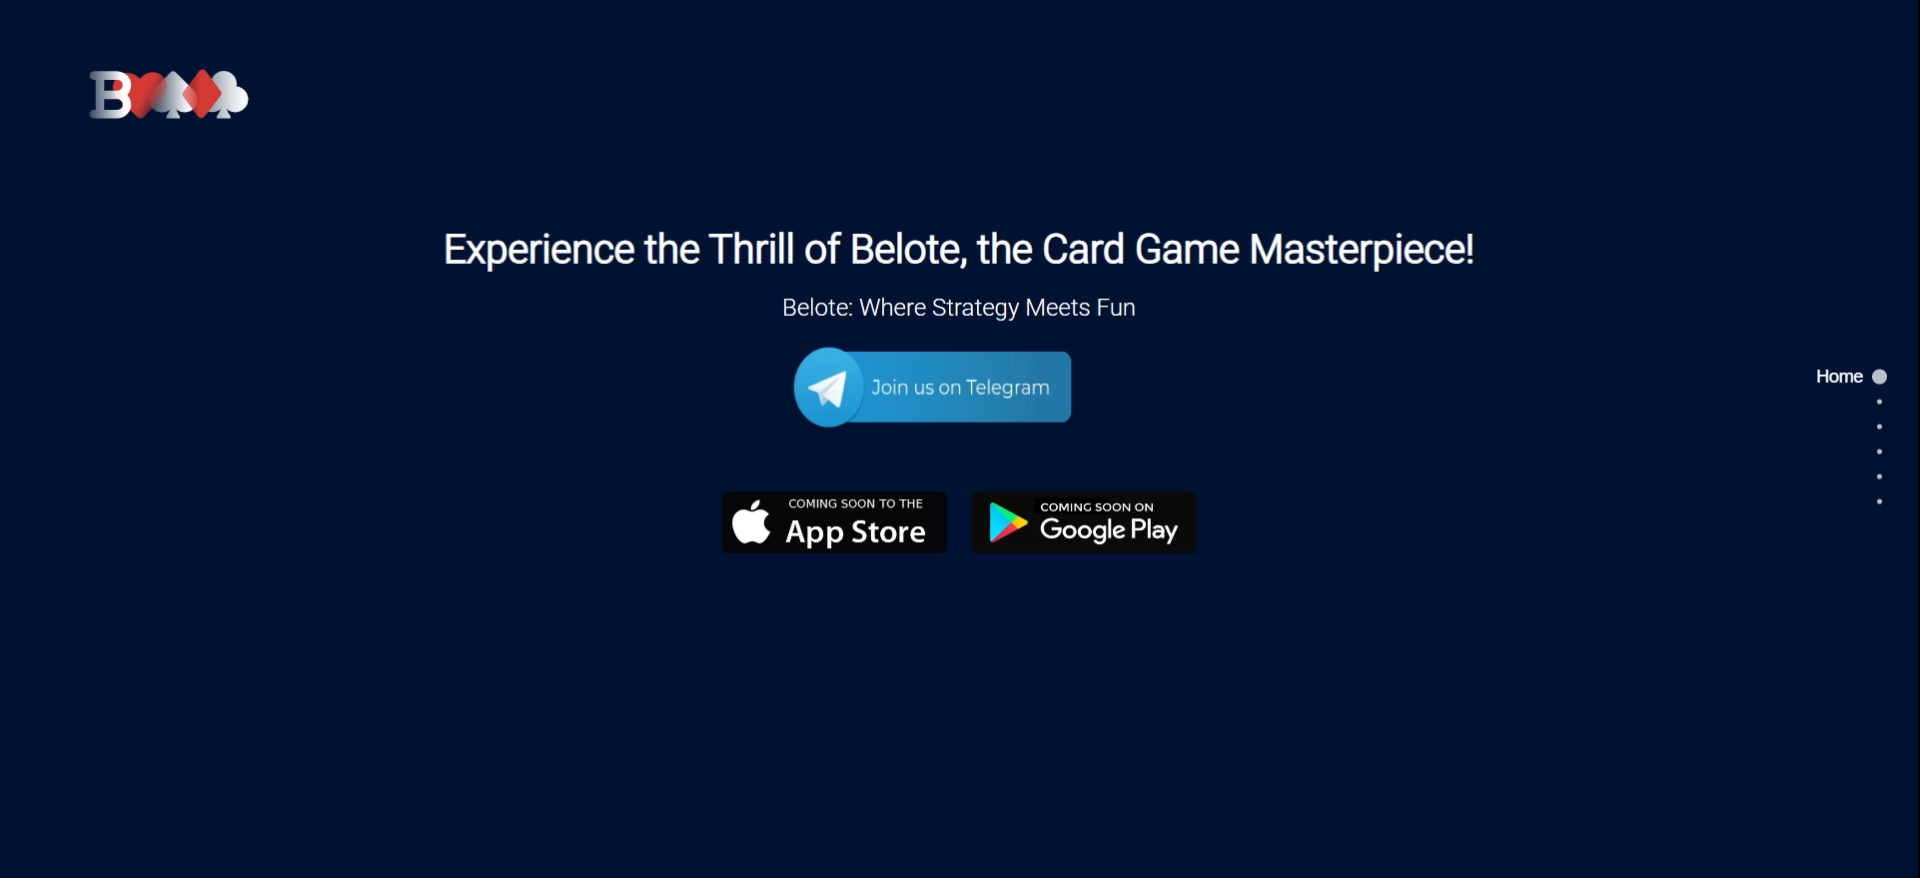 B
Experience the Thrill of Belote, the Card Game Masterpiece!
Belote: Where Strategy Meets Fun
Join us on Telegram
Home
COMING SOON TO THE
App Store
COMING SOON ON
Google Play